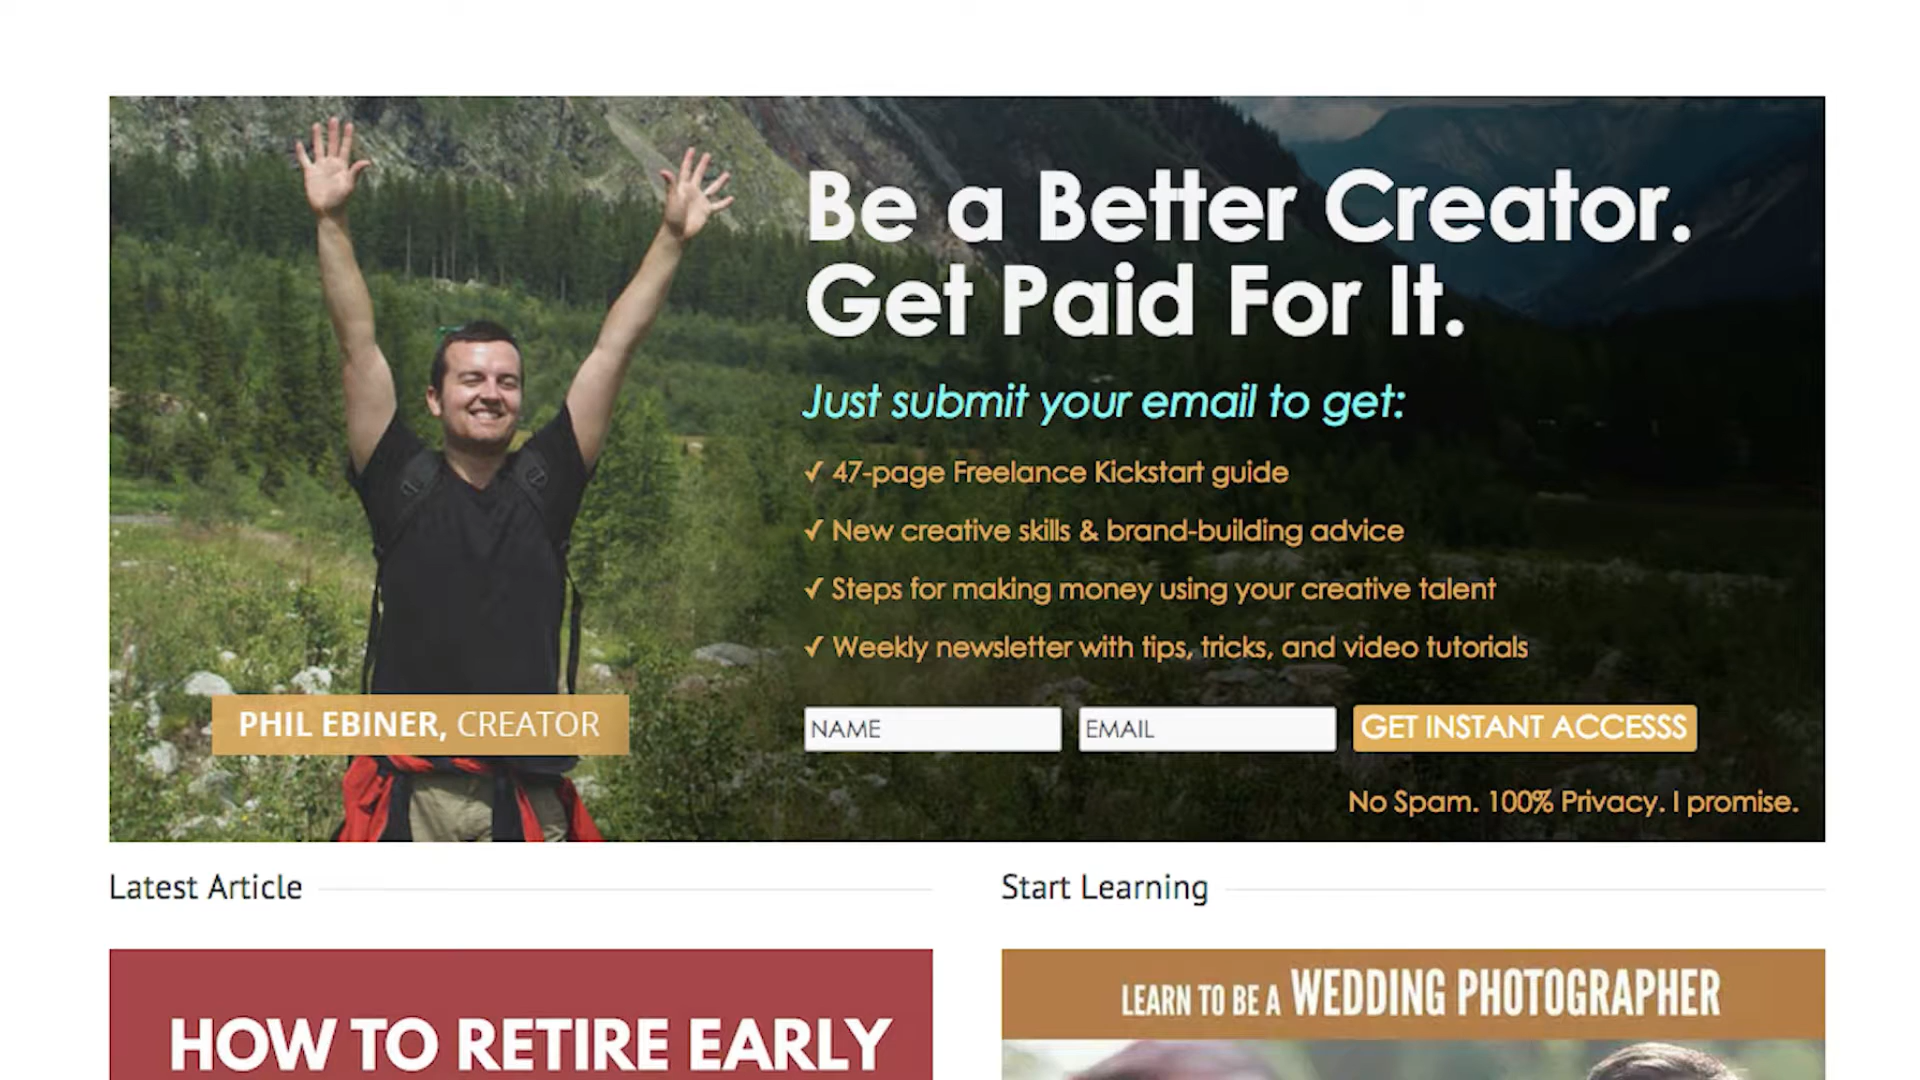 Be a Better Creator.
Get Paid For It.
Just submit your email to get:
✓ 47-page Freelance Kickstart guide
✓ New creative skills & brand-building advice
✓ Steps for making money using your creative talent
✓ Weekly newsletter with tips, tricks, and video tutorials
PHIL EBINER, CREATOR
NAME EMAIL GET INSTANT ACCESSS
No Spam. 100% Privacy. I promise.
Latest Article
Start Learning
HOW TO RETIRE EARLY
LEARN TO BE A WEDDING PHOTOGRAPHER